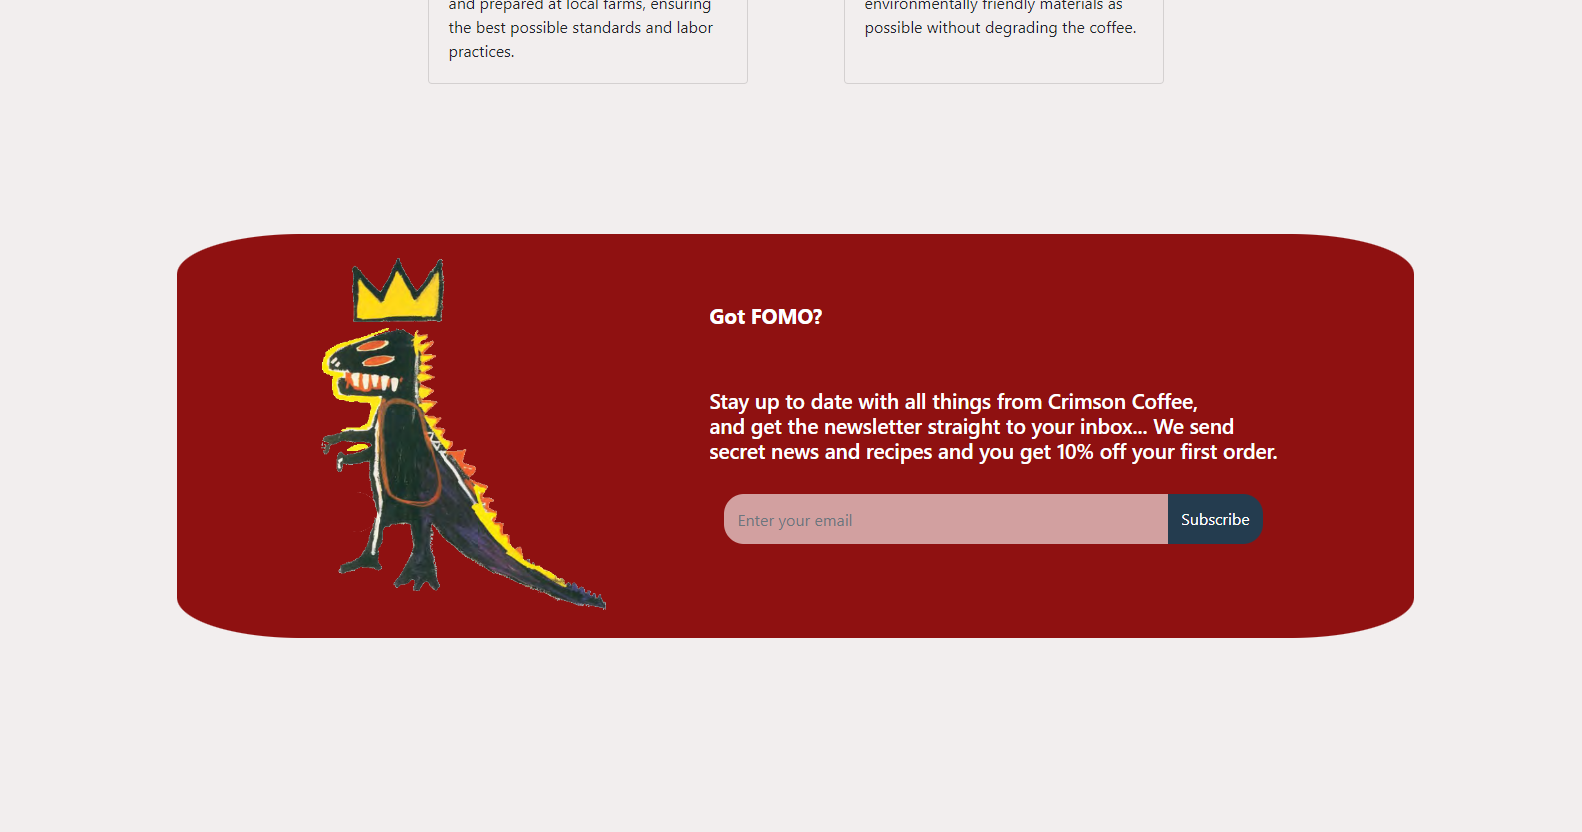 and prepared at local farms, ensuring
the best possible standards and labor
practices.
environmentally friendly materials as
possible without degrading the coffee.
Got FOMO?
Stay up to date with all things from Crimson Coffee,
and get the newsletter straight to your inbox... We send
secret news and recipes and you get 10% off your first order.
Enter your email
Subscribe